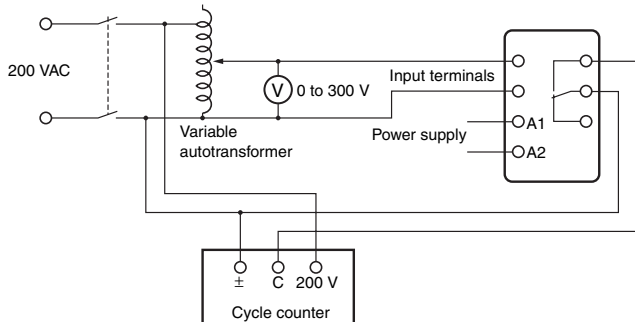 200 VAC
V
0 to 300 V
Input terminals
Variable
autotransformer
Power supply
A1
A2
± C 200 V
Cycle counter